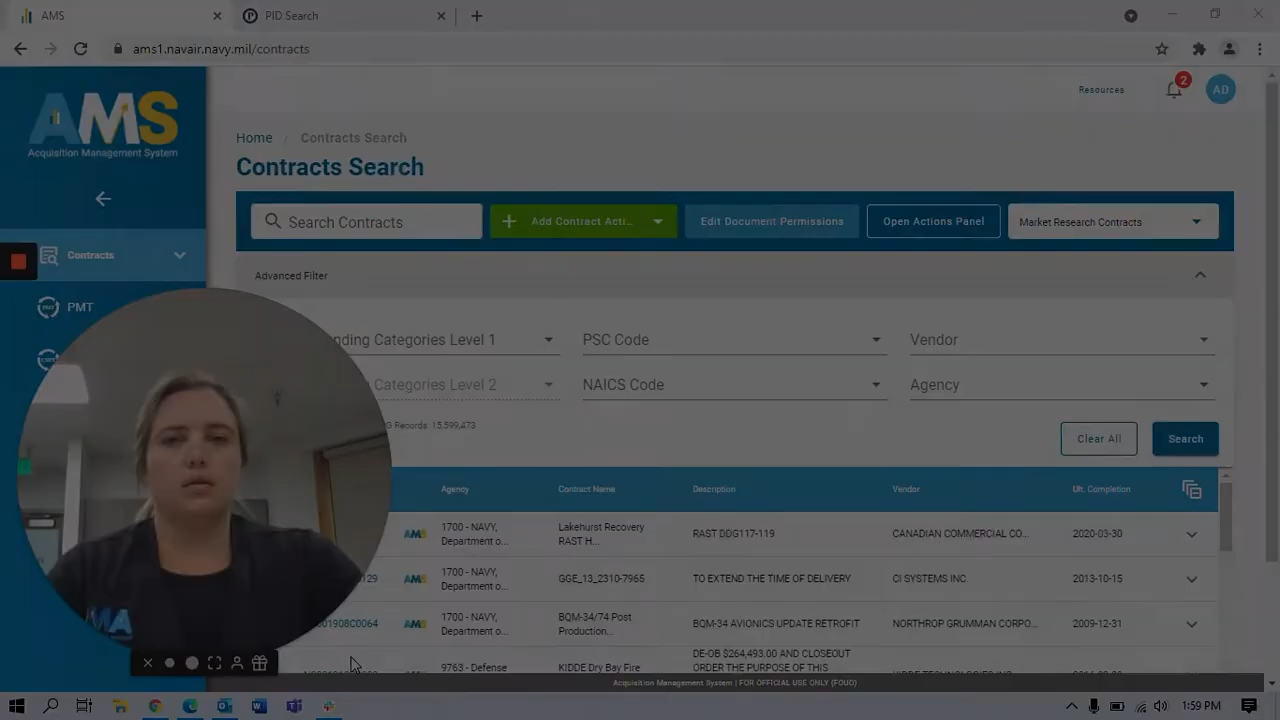 AMS
PID Search
ams1.navair.navy.mil/contracts
AMS
Acquisition Management System
Resources
2
AD
Home / Contracts Search
Contracts Search
Search Contracts
Add Contract Acti...
Edit Document Permissions
Open Actions Panel
Market Research Contracts
Contracts
PMT
Advanced Filter
nding Categories Level 1
PSC Code
Vendor
Categories Level 2
NAICS Code
Agency
G Records: 15,599,473
Clear All
Search
Agency
Contract Name
Description
Vendor
Ult. Completion
AMS
1700 - NAVY,
Department o...
Lakehurst Recovery
RAST H...
RAST DDG117-119
CANADIAN COMMERCIAL CO...
2020-03-30
129
1700 - NAVY,
Department o...
GGE_13_2310-7965
TO EXTEND THE TIME OF DELIVERY
CI SYSTEMS INC.
2013-10-15
AMS
01908C0064
1700 - NAVY,
Department o...
BQM-34/74 Post
Production...
BQM-34 AVIONICS UPDATE RETROFIT
NORTHROP GRUMMAN CORPO...
2009-12-31
AMS
9763 - Defense
KIDDE Dry Bay Fire
DE-OB $264,493.00 AND CLOSEOUT
ORDER THE PURPOSE OF THIS
Acquisition Management System | FOR OFFICIAL USE ONLY (FOUO)
1:59 PM